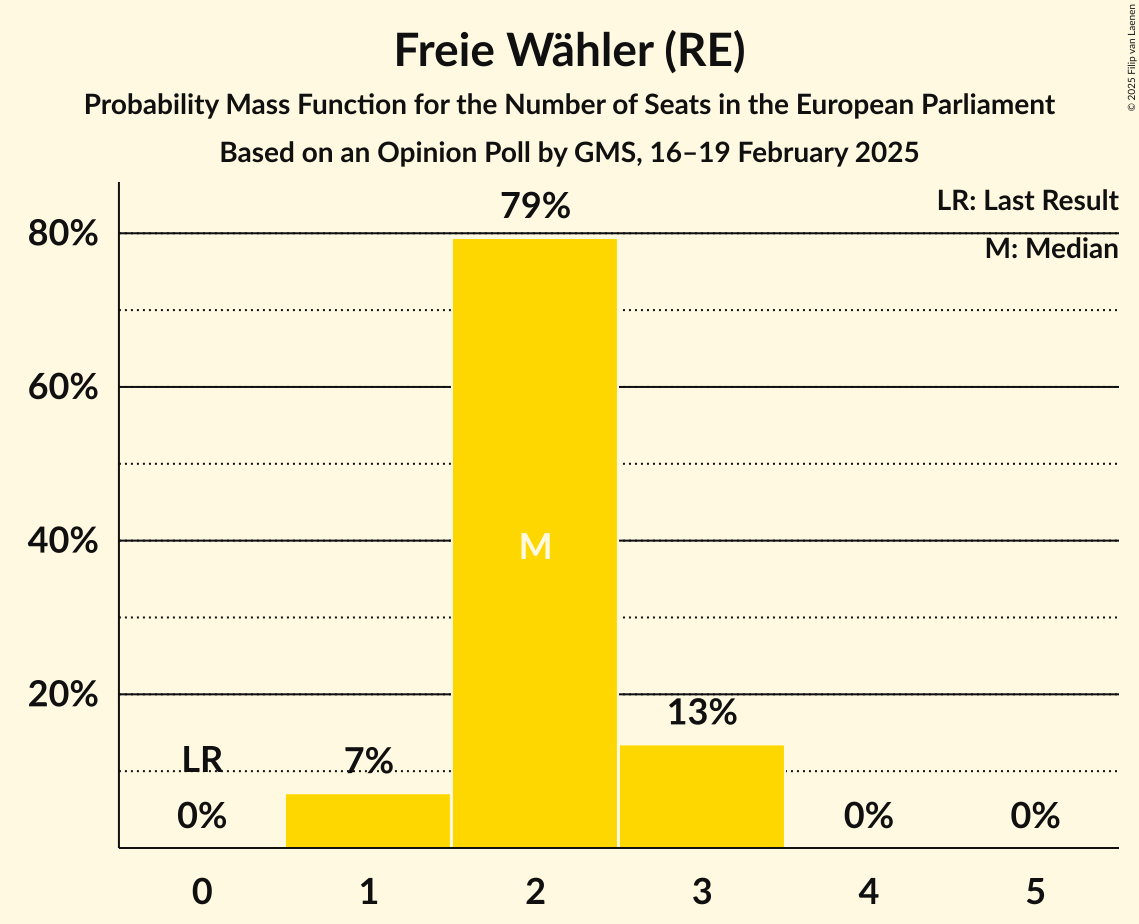 Freie Wähler (RE)
Probability Mass Function for the Number of Seats in the European Parliament
Based on an Opinion Poll by GMS, 16–19 February 2025
© 2025 Filip van Laenen
LR: Last Result
M: Median
80%
60%
40%
20%
LR
0%
7%
79%
M
13%
0%
0%
0 1 2 3 4 5